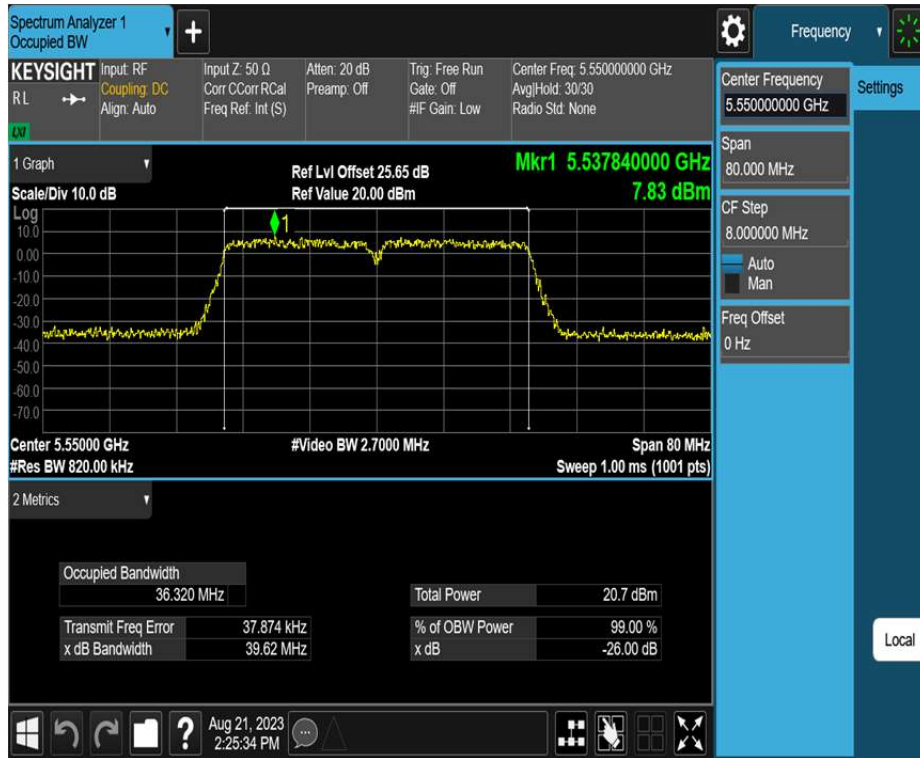 Spectrum Analyzer 1
Occupied BW
+
Frequency
KEYSIGHT
RL
LXI
Input: RF
Coupling: DC
Align: Auto
Input Z: 50 Ω
Corr CCorr RCal
Freq Ref: Int (S)
Atten: 20 dB
Preamp: Off
Trig: Free Run
Gate: Off
#IF Gain: Low
Center Freq: 5.550000000 GHz
Avg|Hold: 30/30
Radio Std: None
Center Frequency
5.550000000 GHz
Settings
Span
80.000 MHz
CF Step
8.000000 MHz
Auto
Man
Freq Offset
0 Hz
1 Graph
Scale/Div 10.0 dB
Ref Lvl Offset 25.65 dB
Ref Value 20.00 dBm
Mkr1 5.537840000 GHz
7.83 dBm
Log
10.0
0.00
-10.0
-20.0
-30.0
-40.0
-50.0
-60.0
-70.0
1
Center 5.55000 GHz
#Video BW 2.7000 MHz
Span 80 MHz
#Res BW 820.00 kHz
Sweep 1.00 ms (1001 pts)
2 Metrics
Occupied Bandwidth
36.320 MHz
Total Power 20.7 dBm
Transmit Freq Error 37.874 kHz
% of OBW Power 99.00 %
x dB Bandwidth 39.62 MHz
x dB -26.00 dB
Local
?
Aug 21, 2023
2:25:34 PM